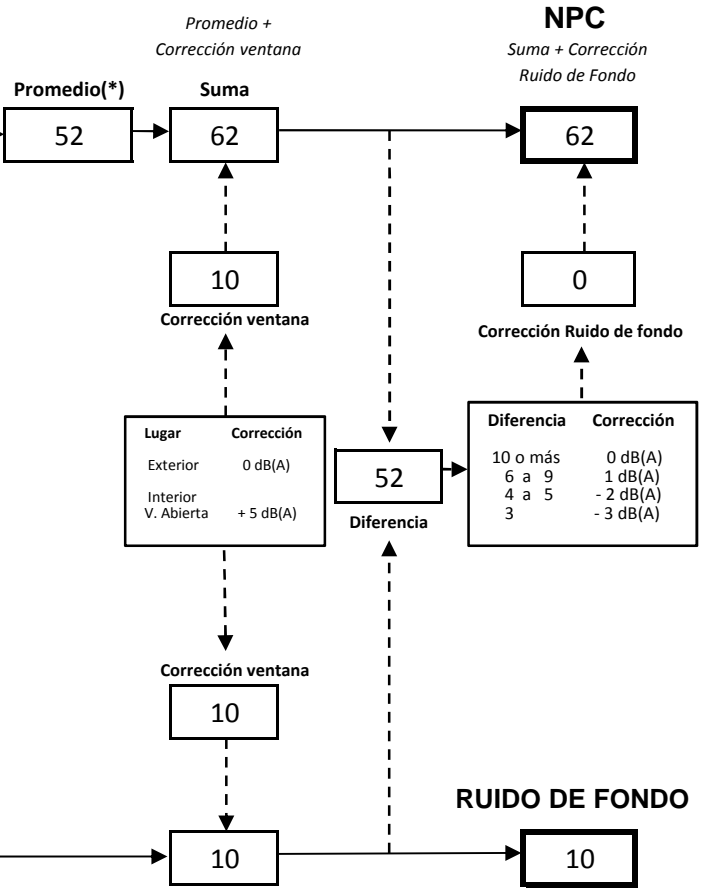 NPC
Promedio +
Corrección ventana
Suma + Corrección
Ruido de Fondo
Promedio(*)
Suma
52
62
62
10
0
Corrección ventana
Corrección Ruido de fondo
Lugar Corrección
Exterior 0 dB(A)
Interior
V. Abierta + 5 dB(A)
52
Diferencia
Diferencia Corrección
10 o más 0 dB(A)
6 a 9 1 dB(A)
4 a 5 - 2 dB(A)
3 - 3 dB(A)
Corrección ventana
10
RUIDO DE FONDO
10
10